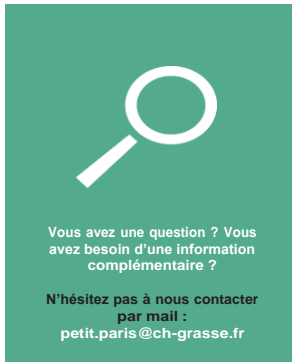 Vous avez une question ? Vous
avez besoin d’une information
complémentaire ?
N’hésitez pas à nous contacter
par mail :
petit.paris@ch-grasse.fr